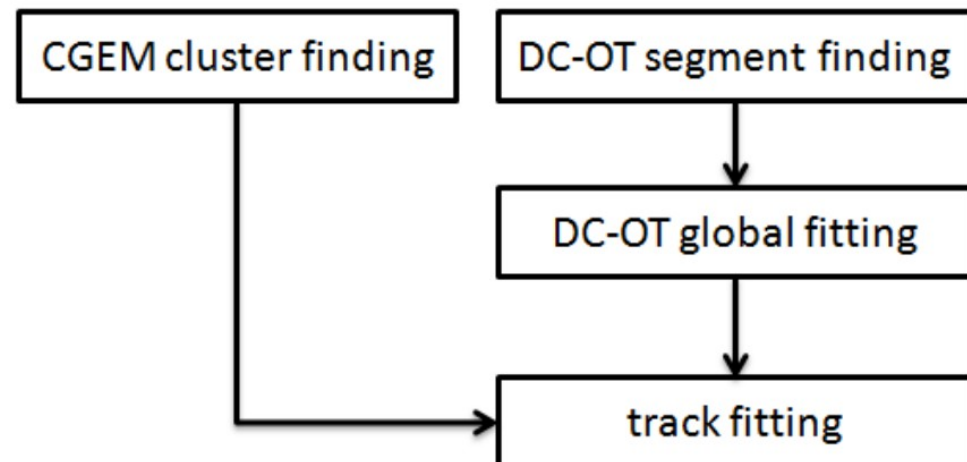 CGEM cluster finding
DC-OT segment finding
DC-OT global fitting
track fitting